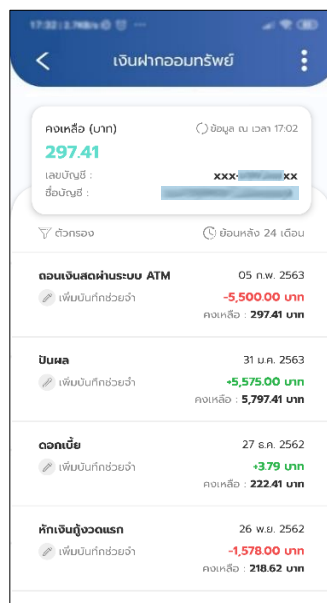 17:32
เงินฝากออมทรัพย์
คงเหลือ (บาท)
ข้อมูล ณ เวลา 17:02
297.41
เลขบัญชี :
xxx-
xx
ชื่อบัญชี :
ตัวกรอง
ย้อนหลัง 24 เดือน
ถอนเงินสดผ่านระบบ ATM
05 ก.พ. 2563
เพิ่มบันทึกช่วยจำ
-5,500.00 บาท
คงเหลือ : 297.41 บาท
ปันผล
31 ม.ค. 2563
เพิ่มบันทึกช่วยจำ
+5,575.00 บาท
คงเหลือ : 5,797.41 บาท
ดอกเบี้ย
27 ธ.ค. 2562
เพิ่มบันทึกช่วยจำ
+3.79 บาท
คงเหลือ : 222.41 บาท
หักเงินกู้งวดแรก
26 พ.ย. 2562
เพิ่มบันทึกช่วยจำ
-1,578.00 บาท
คงเหลือ : 218.62 บาท